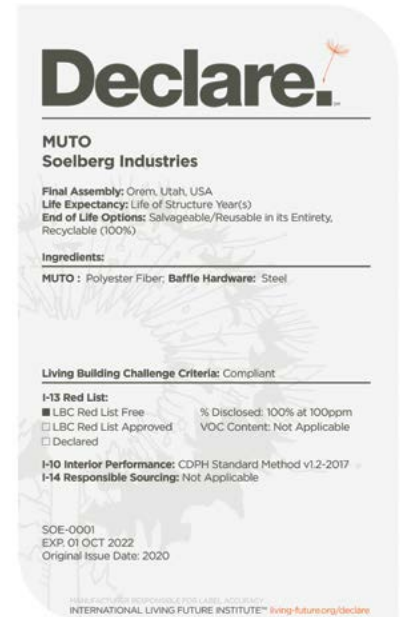 Declare.
MUTO
Soelberg Industries
Final Assembly: Orem, Utah, USA
Life Expectancy: Life of Structure Year(s)
End of Life Options: Salvageable/Reusable in its Entirety,
Recyclable (100%)
Ingredients:
MUTO : Polyester Fiber; Baffle Hardware: Steel
Living Building Challenge Criteria: Compliant
I-13 Red List:
■ LBC Red List Free % Disclosed: 100% at 100ppm
□ LBC Red List Approved VOC Content: Not Applicable
□ Declared
I-10 Interior Performance: CDPH Standard Method v1.2-2017
I-14 Responsible Sourcing: Not Applicable
SOE-0001
EXP. 01 OCT 2022
Original Issue Date: 2020
MANUFACTURER RESPONSIBLE FOR LABEL ACCURACY
INTERNATIONAL LIVING FUTURE INSTITUTE™ living-future.org/declare